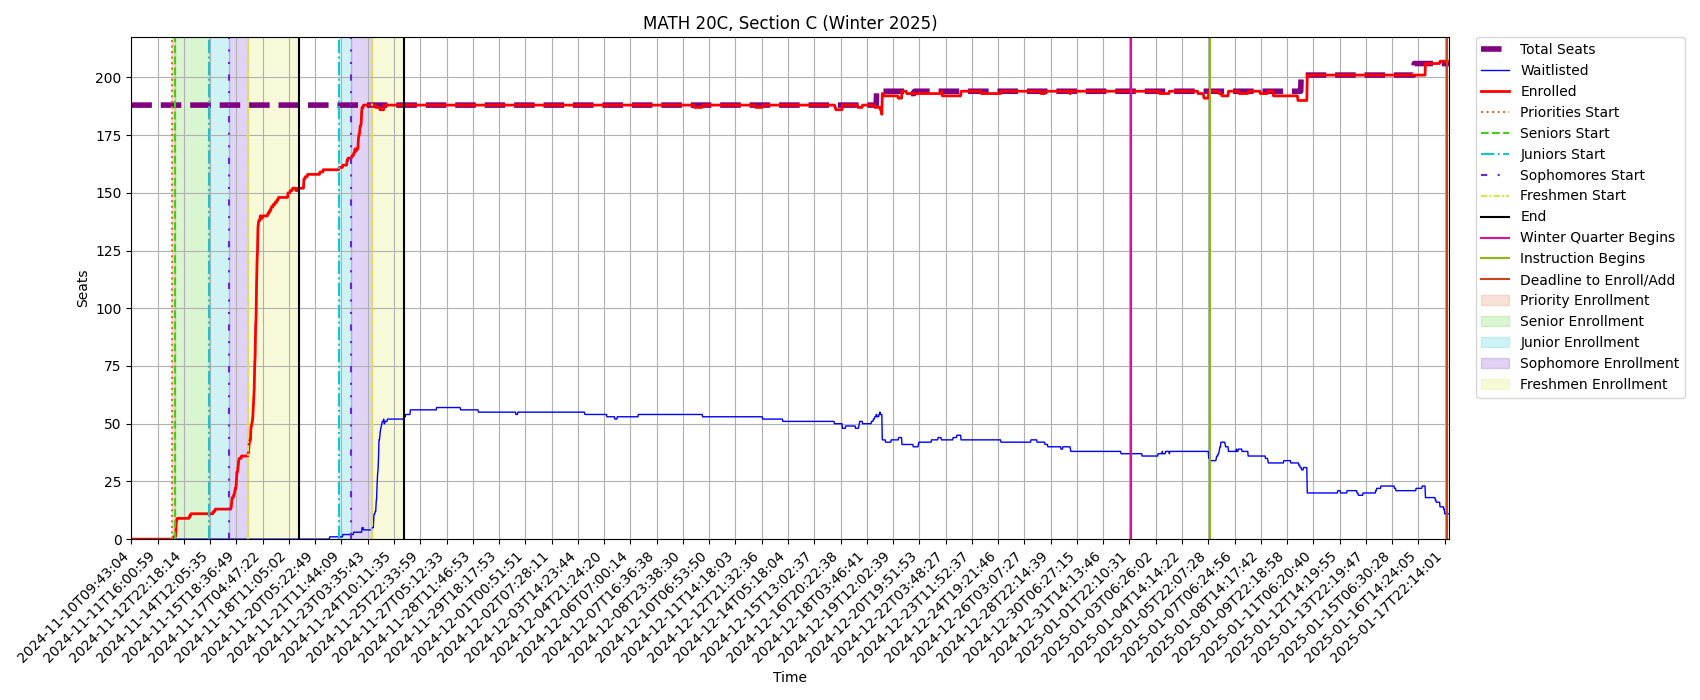 MATH 20C, Section C (Winter 2025)
Seats
200
175
150
125
100
75
50
25
0
2024-11-10T09:43:04
2024-11-11T16:00:59
2024-11-12T22:18:14
2024-11-14T12:05:35
2024-11-15T18:36:49
2024-11-17T04:47:22
2024-11-18T11:05:02
2024-11-20T05:22:49
2024-11-21T11:44:09
2024-11-23T03:35:43
2024-11-24T10:11:35
2024-11-25T22:33:59
2024-11-27T05:12:33
2024-11-28T11:46:53
2024-11-29T18:17:53
2024-12-01T00:51:51
2024-12-02T07:28:11
2024-12-03T14:23:44
2024-12-04T21:24:20
2024-12-06T07:00:14
2024-12-07T16:36:38
2024-12-08T23:38:30
2024-12-10T06:53:50
2024-12-11T14:18:03
2024-12-12T21:32:36
2024-12-14T05:18:04
2024-12-15T13:02:37
2024-12-16T20:22:38
2024-12-18T03:46:41
2024-12-19T12:02:39
2024-12-20T19:51:53
2024-12-22T03:48:27
2024-12-23T11:52:37
2024-12-24T19:21:46
2024-12-26T03:07:27
2024-12-28T22:14:39
2024-12-30T06:27:15
2024-12-31T14:13:46
2025-01-01T22:10:31
2025-01-03T06:26:02
2025-01-04T14:14:22
2025-01-05T22:07:28
2025-01-07T06:24:56
2025-01-08T14:17:42
2025-01-09T22:18:58
2025-01-11T06:20:40
2025-01-12T14:19:55
2025-01-13T22:19:47
2025-01-15T06:30:28
2025-01-16T14:24:05
2025-01-17T22:14:01
Time
Total Seats
Waitlisted
Enrolled
Priorities Start
Seniors Start
Juniors Start
Sophomores Start
Freshmen Start
End
Winter Quarter Begins
Instruction Begins
Deadline to Enroll/Add
Priority Enrollment
Senior Enrollment
Junior Enrollment
Sophomore Enrollment
Freshmen Enrollment